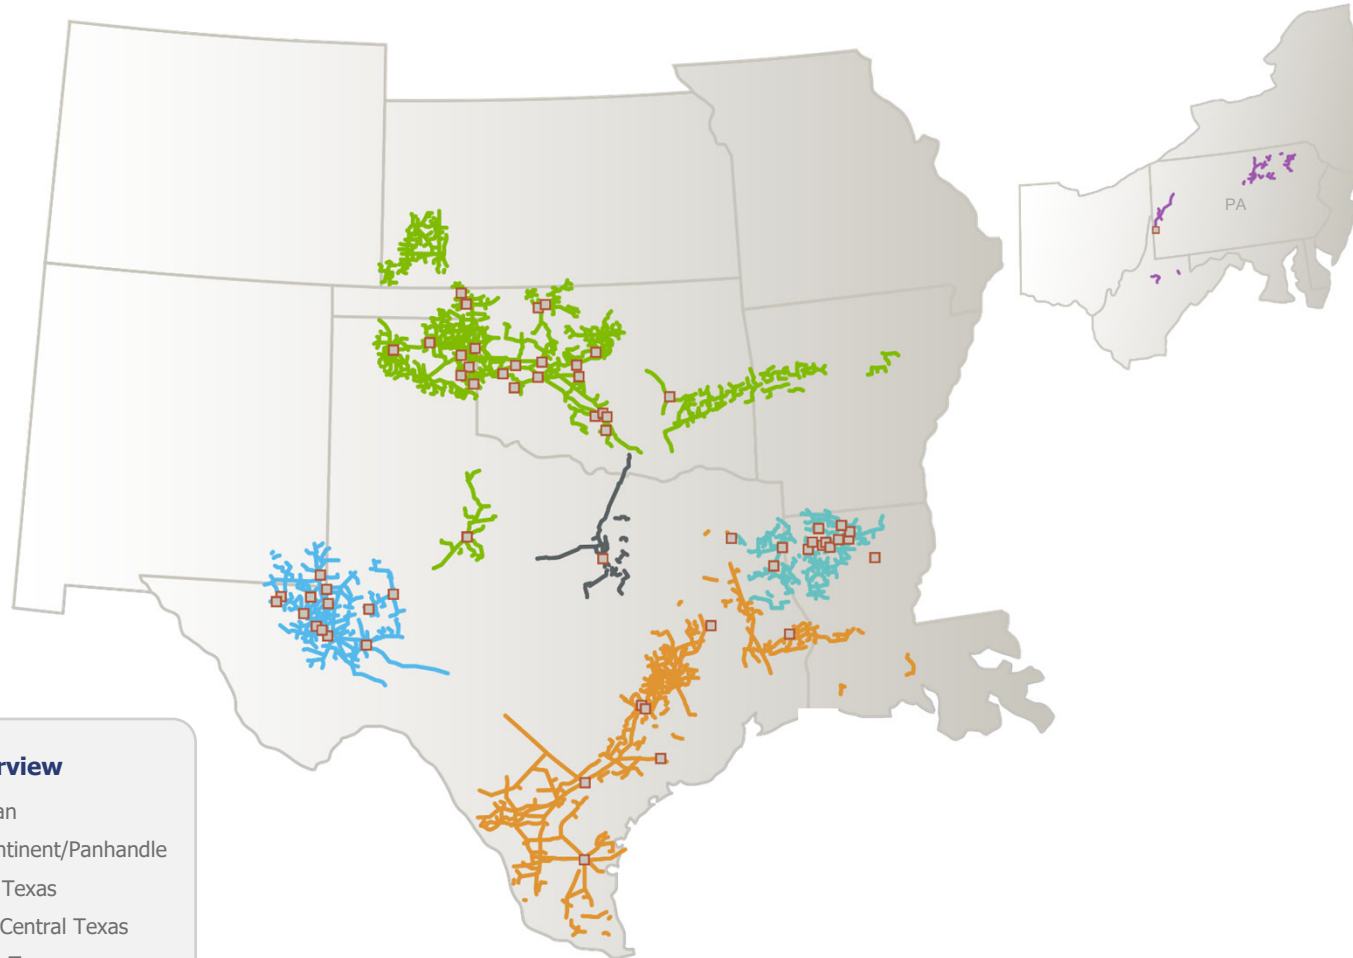 PA
rview
an
ntinent/Panhandle
Texas
Central Texas